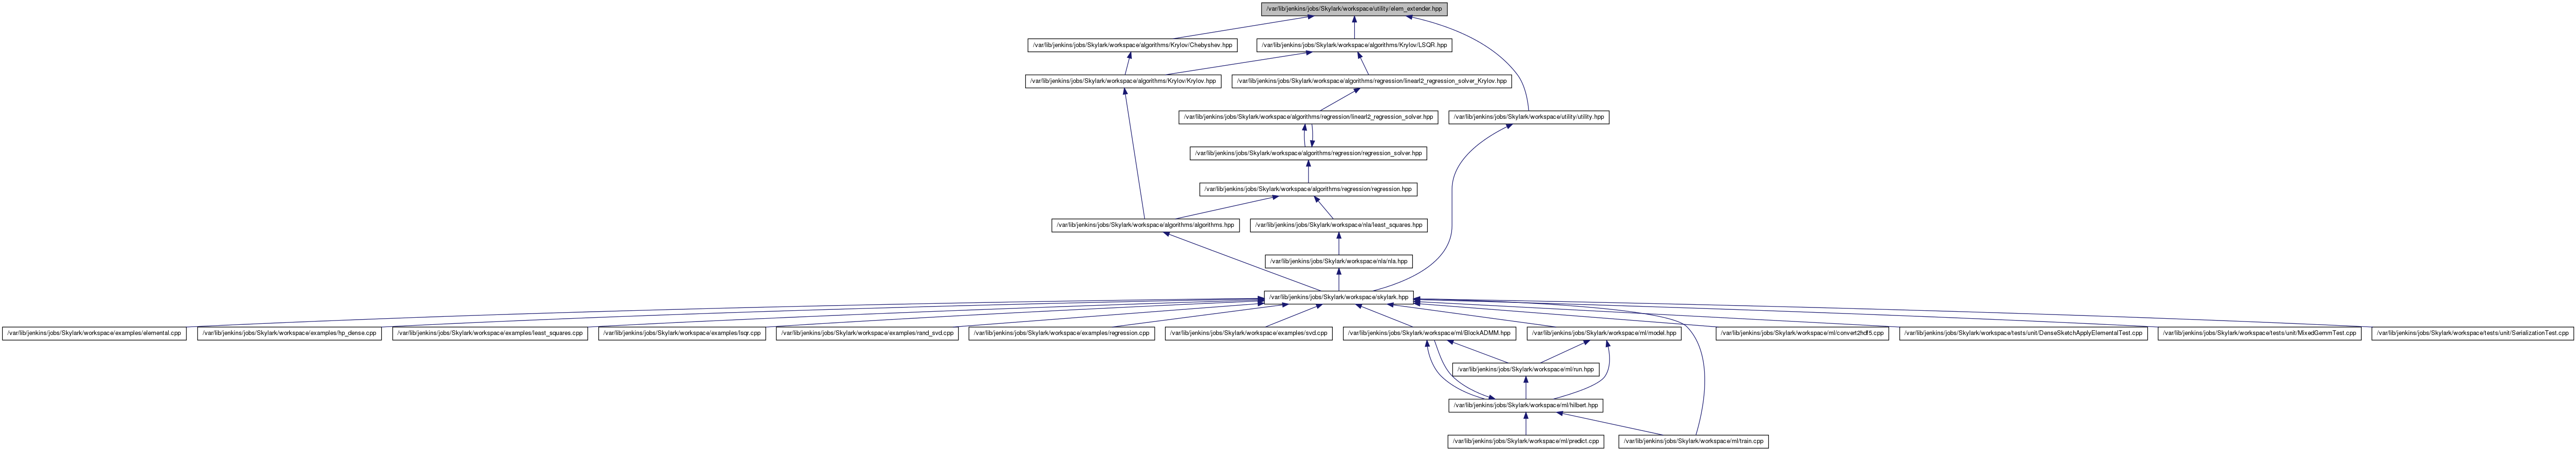 /var/lib/jenkins/jobs/Skylark/workspace/utility/elem_extender.hpp
/var/lib/jenkins/jobs/Skylark/workspace/algorithms/Krylov/Chebyshev.hpp
/var/lib/jenkins/jobs/Skylark/workspace/algorithms/Krylov/LSQR.hpp
/var/lib/jenkins/jobs/Skylark/workspace/algorithms/Krylov/Krylov.hpp
/var/lib/jenkins/jobs/Skylark/workspace/algorithms/regression/linearl2_regression_solver_Krylov.hpp
/var/lib/jenkins/jobs/Skylark/workspace/algorithms/regression/linearl2_regression_solver.hpp
/var/lib/jenkins/jobs/Skylark/workspace/utility/utility.hpp
/var/lib/jenkins/jobs/Skylark/workspace/algorithms/regression/regression_solver.hpp
/var/lib/jenkins/jobs/Skylark/workspace/algorithms/regression/regression.hpp
/var/lib/jenkins/jobs/Skylark/workspace/algorithms/algorithms.hpp
/var/lib/jenkins/jobs/Skylark/workspace/nla/least_squares.hpp
/var/lib/jenkins/jobs/Skylark/workspace/nla/nla.hpp
/var/lib/jenkins/jobs/Skylark/workspace/skylark.hpp
/var/lib/jenkins/jobs/Skylark/workspace/examples/elemental.cpp
/var/lib/jenkins/jobs/Skylark/workspace/examples/hp_dense.cpp
/var/lib/jenkins/jobs/Skylark/workspace/examples/least_squares.cpp
/var/lib/jenkins/jobs/Skylark/workspace/examples/lsqr.cpp
/var/lib/jenkins/jobs/Skylark/workspace/examples/rand_svd.cpp
/var/lib/jenkins/jobs/Skylark/workspace/examples/regression.cpp
/var/lib/jenkins/jobs/Skylark/workspace/examples/svd.cpp
/var/lib/jenkins/jobs/Skylark/workspace/ml/BlockADMM.hpp
/var/lib/jenkins/jobs/Skylark/workspace/ml/model.hpp
/var/lib/jenkins/jobs/Skylark/workspace/ml/convert2hdf5.cpp
/var/lib/jenkins/jobs/Skylark/workspace/tests/unit/DenseSketchApplyElementalTest.cpp
/var/lib/jenkins/jobs/Skylark/workspace/tests/unit/MixedGemmTest.cpp
/var/lib/jenkins/jobs/Skylark/workspace/tests/unit/SerializationTest.cpp
/var/lib/jenkins/jobs/Skylark/workspace/ml/run.hpp
/var/lib/jenkins/jobs/Skylark/workspace/ml/hilbert.hpp
/var/lib/jenkins/jobs/Skylark/workspace/ml/predict.cpp
/var/lib/jenkins/jobs/Skylark/workspace/ml/train.cpp